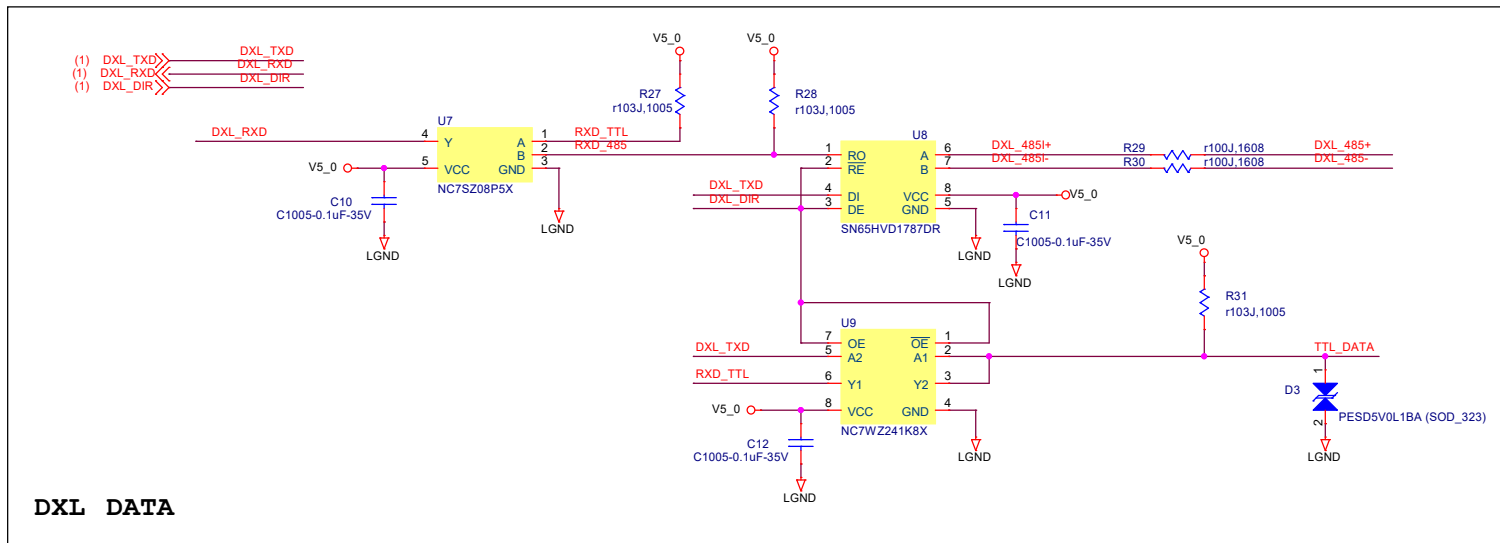 (1) DXL_TXD DXL_TXD
(1) DXL_RXD DXL_RXD
(1) DXL_DIR DXL_DIR
V5_0
R27
r103J,1005
V5_0
R28
r103J,1005
U7
DXL_RXD 4 Y A 1 RXD_TTL
B 2 RXD_485
V5_0 5 VCC GND 3
NC7SZ08P5X
C10
C1005-0.1uF-35V
LGND
LGND
U8
1 RO A 6 DXL_485I+ R29 r100J,1608 DXL_485+
2 RE B 7 DXL_485I- R30 r100J,1608 DXL_485-
DXL_TXD 4 DI VCC 8 V5_0
DXL_DIR 3 DE GND 5
SN65HVD1787DR
LGND
C11
C1005-0.1uF-35V
LGND
V5_0
R31
r103J,1005
U9
7 OE OE 1
DXL_TXD 5 A2 A1 2 TTL_DATA
RXD_TTL 6 Y1 Y2 3
V5_0 8 VCC GND 4
NC7WZ241K8X
C12
C1005-0.1uF-35V
LGND
LGND
1
D3
PESD5V0L1BA (SOD_323)
2
LGND
DXL DATA